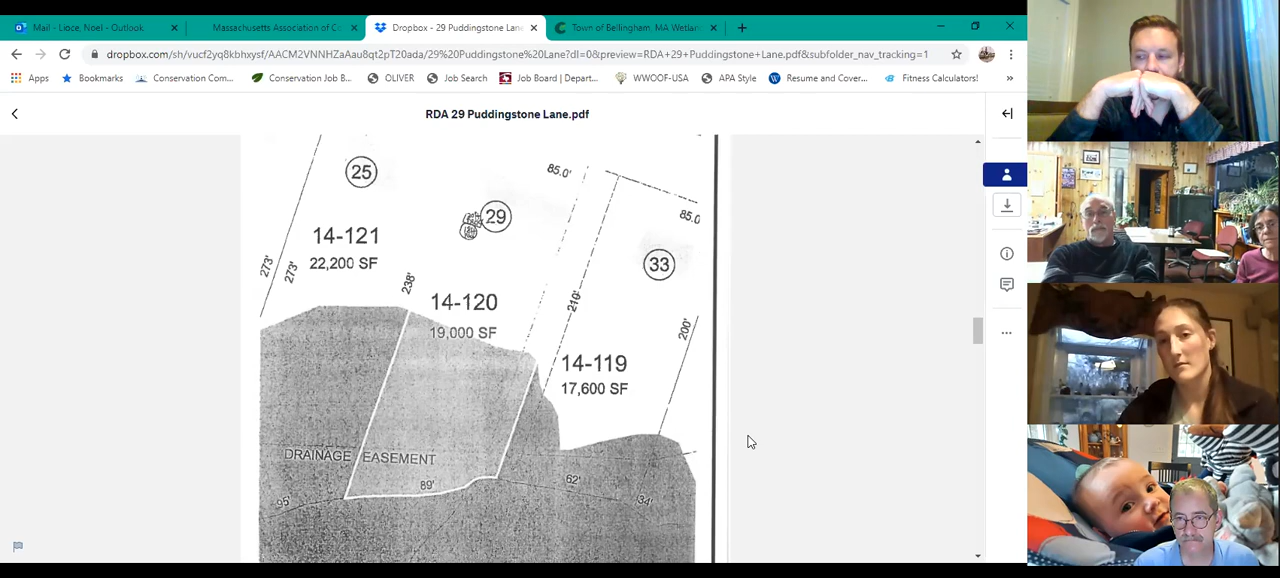 Mail - Lioce, Noel - Outlook
Massachusetts Association of Co
Dropbox - 29 Puddingstone Lane
Town of Bellingham, MA Wetlan
dropbox.com/sh/vucf2yq8kbhxysf/AACM2VNNHZaAau8qt2pT20ada/29%20Puddingstone%20Lane?dl=0&preview=RDA+29+Puddingstone+Lane.pdf&subfolder_nav_tracking=1
Apps
Bookmarks
Conservation Com...
Conservation Job B...
OLIVER
Job Search
Job Board | Depart...
WWOOF-USA
APA Style
Resume and Cover...
Fitness Calculators!
»
RDA 29 Puddingstone Lane.pdf
25
85.0'
29
85.0
14-121
22,200 SF
33
273'
273'
238'
14-120
19,000 SF
210'
200'
14-119
17,600 SF
DRAINAGE EASEMENT
95'
89'
62'
34'